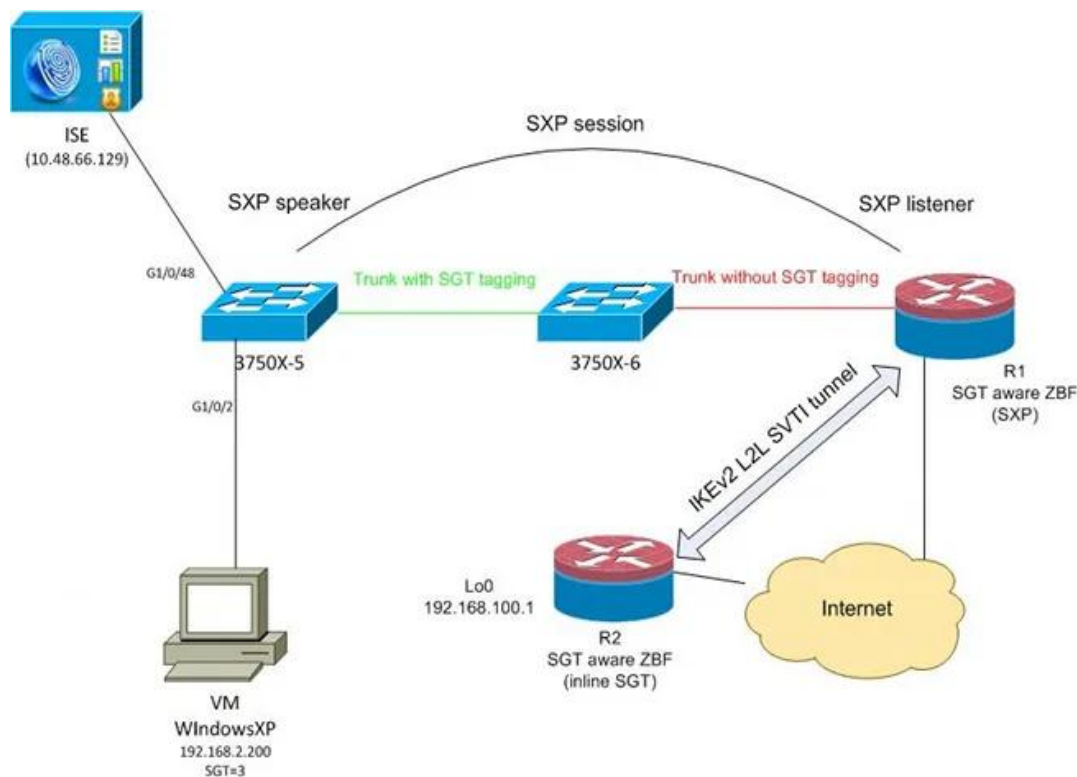 ISE
(10.48.66.129)
SXP session
SXP speaker
SXP listener
G1/0/48
Trunk with SGT tagging
Trunk without SGT tagging
3750X-5
3750X-6
R1
SGT aware ZBF
(SXP)
G1/0/2
IKEv2 L2L SVTI tunnel
Lo0
192.168.100.1
Internet
R2
SGT aware ZBF
(inline SGT)
VM
WIndowsXP
192.168.2.200
SGT=3